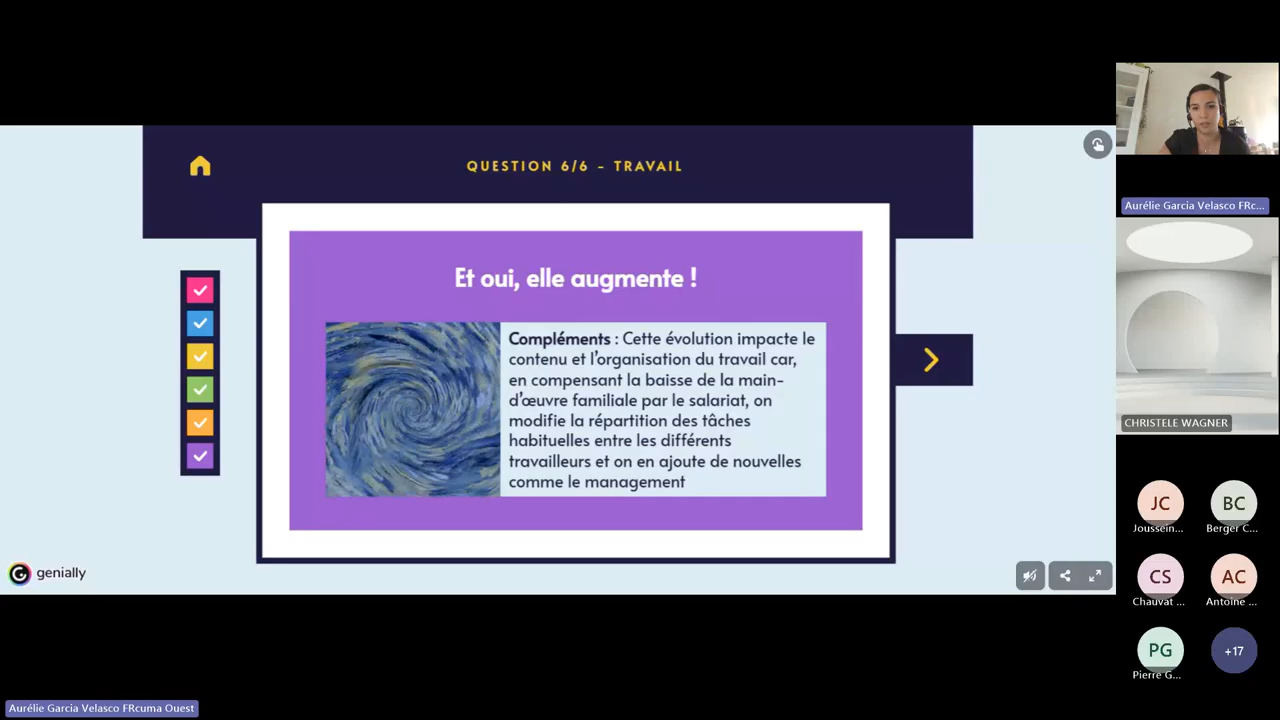 QUESTION 6/6 - TRAVAIL
Et oui, elle augmente !
Compléments : Cette évolution impacte le
contenu et l'organisation du travail car,
en compensant la baisse de la main-
d'œuvre familiale par le salariat, on
modifie la répartition des tâches
habituelles entre les différents
travailleurs et on en ajoute de nouvelles
comme le management
genially
Aurélie Garcia Velasco FRcuma Ouest
Aurélie Garcia Velasco FRc...
CHRISTELE WAGNER
JC
BC
Joussein...
Berger C...
CS
AC
Chauvat ...
Antoine ...
PG
+17
Pierre G...